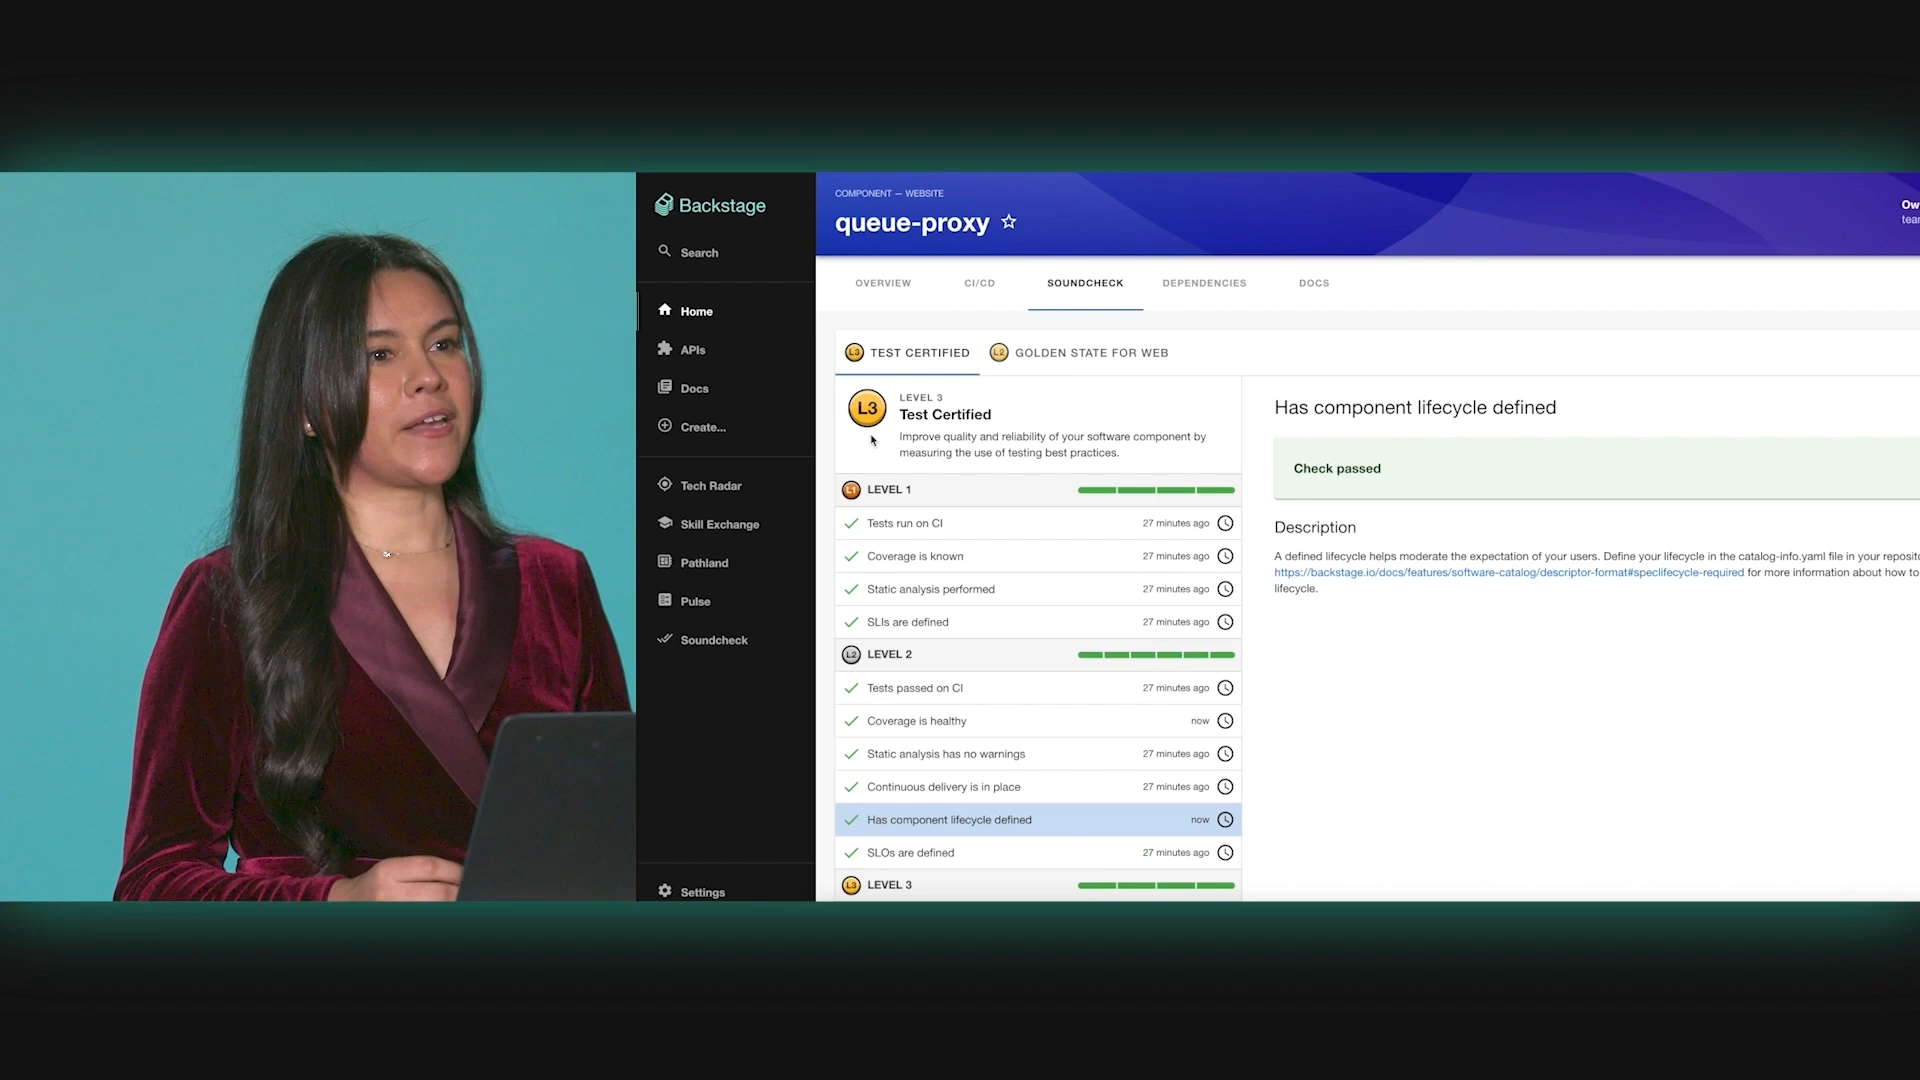 Backstage
Search
Home
APIs
Docs
Create...
Tech Radar
Skill Exchange
Pathland
Pulse
Soundcheck
Settings
COMPONENT — WEBSITE
queue-proxy
Ow
tear
OVERVIEW
CI/CD
SOUNDCHECK
DEPENDENCIES
DOCS
L3 TEST CERTIFIED
L2 GOLDEN STATE FOR WEB
L3
LEVEL 3
Test Certified
Improve quality and reliability of your software component by
measuring the use of testing best practices.
L1 LEVEL 1
Tests run on CI 27 minutes ago
Coverage is known 27 minutes ago
Static analysis performed 27 minutes ago
SLIs are defined 27 minutes ago
L2 LEVEL 2
Tests passed on CI 27 minutes ago
Coverage is healthy now
Static analysis has no warnings 27 minutes ago
Continuous delivery is in place 27 minutes ago
Has component lifecycle defined now
SLOs are defined 27 minutes ago
L3 LEVEL 3
Has component lifecycle defined
Check passed
Description
A defined lifecycle helps moderate the expectation of your users. Define your lifecycle in the catalog-info.yaml file in your reposito
https://backstage.io/docs/features/software-catalog/descriptor-format#speclifecycle-required for more information about how to
lifecycle.